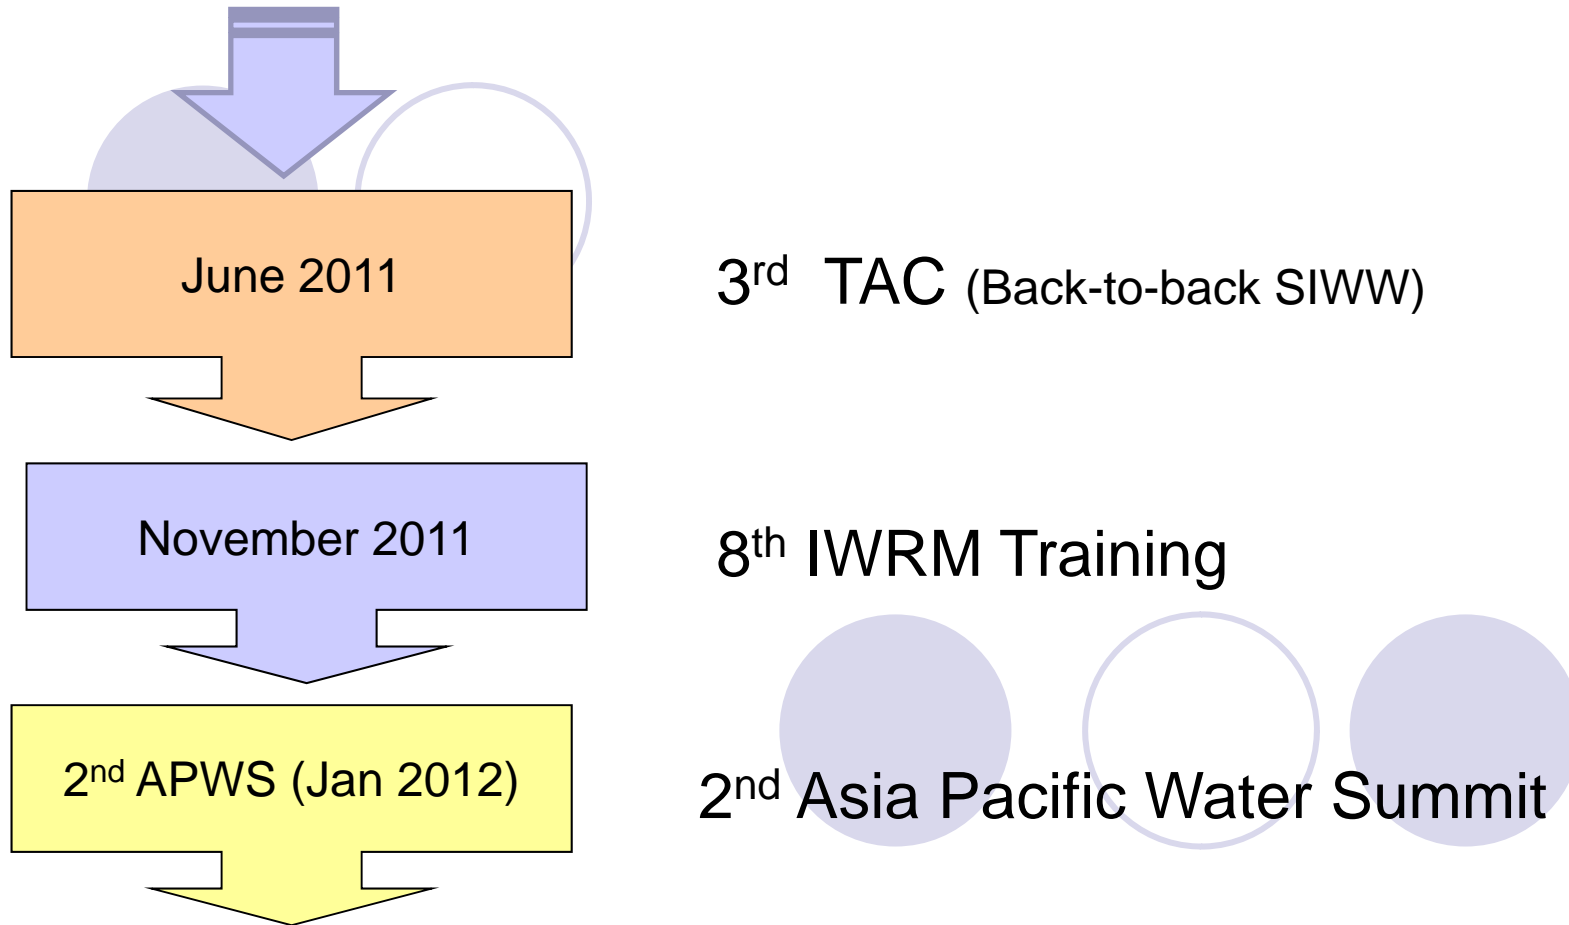 June 2011
3rd TAC (Back-to-back SIWW)
November 2011
8th IWRM Training
2nd APWS (Jan 2012)
2nd Asia Pacific Water Summit